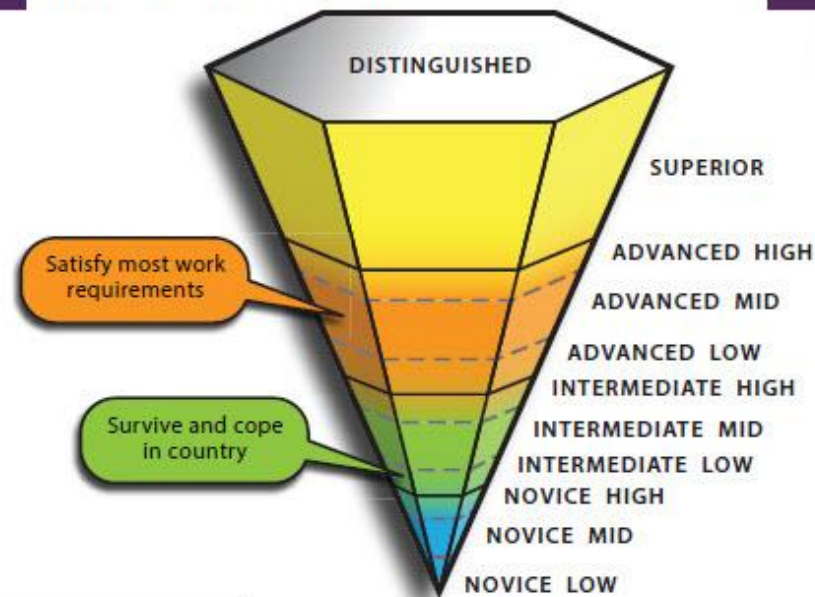 DISTINGUISHED
SUPERIOR
ADVANCED HIGH
Satisfy most work
requirements
ADVANCED MID
ADVANCED LOW
INTERMEDIATE HIGH
Survive and cope
in country
INTERMEDIATE MID
INTERMEDIATE LOW
NOVICE HIGH
NOVICE MID
NOVICE LOW